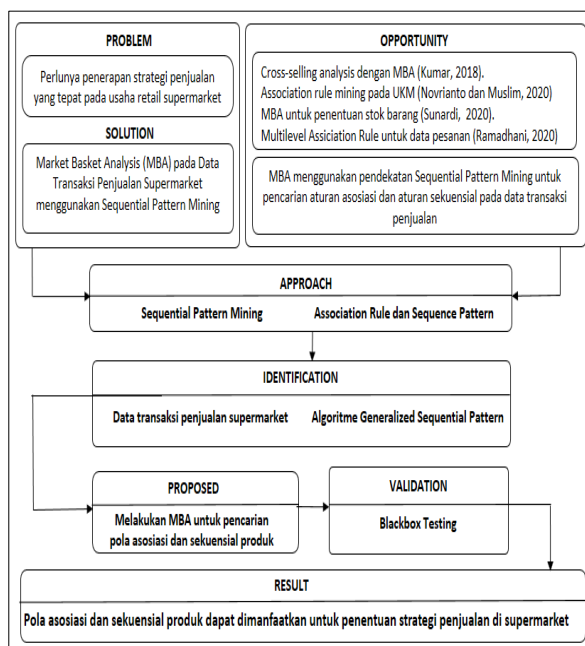 PROBLEM
Perlunya penerapan strategi penjualan
yang tepat pada usaha retail supermarket
SOLUTION
Market Basket Analysis (MBA) pada Data
Transaksi Penjualan Supermarket
menggunakan Sequential Pattern Mining
OPPORTUNITY
Cross-selling analysis dengan MBA (Kumar, 2018).
Association rule mining pada UKM (Novrianto dan Muslim, 2020)
MBA untuk penentuan stok barang (Sunardi, 2020).
Multilevel Assiciation Rule untuk data pesanan (Ramadhani, 2020)
MBA menggunakan pendekatan Sequential Pattern Mining untuk
pencarian aturan asosiasi dan aturan sekuensial pada data transaksi
penjualan
APPROACH
Sequential Pattern Mining Association Rule dan Sequence Pattern
IDENTIFICATION
Data transaksi penjualan supermarket Algoritme Generalized Sequential Pattern
PROPOSED
Melakukan MBA untuk pencarian
pola asosiasi dan sekuensial produk
VALIDATION
Blackbox Testing
RESULT
Pola asosiasi dan sekuensial produk dapat dimanfaatkan untuk penentuan strategi penjualan di supermarket